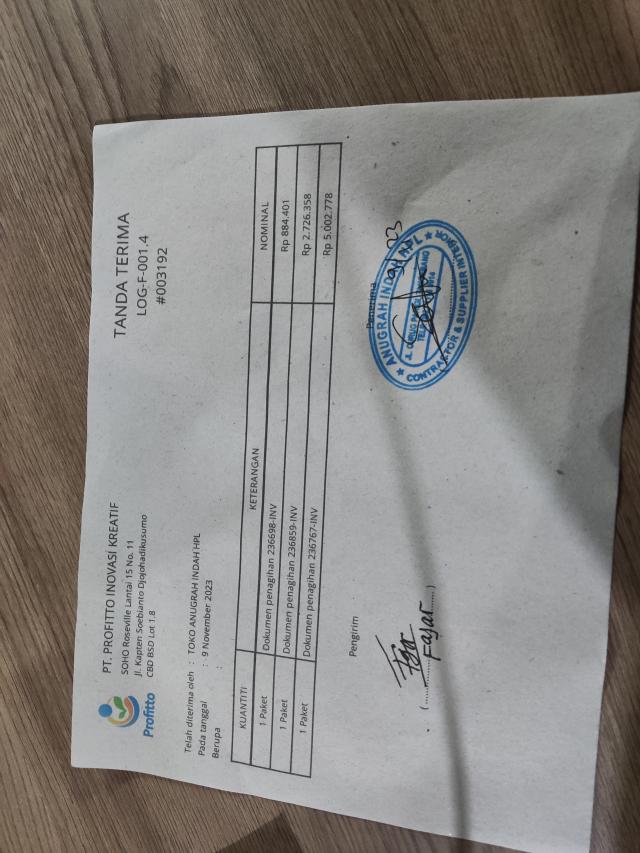 Profitto
PT. PROFITTO INOVASI KREATIF
SOHO Roseville Lantai 15 No. 11
Jl. Kapten Soebianto Djojohadikusumo
CBD BSD Lot 1.8
TANDA TERIMA
LOG-F-001.4
#003192
Telah diterima oleh : TOKO ANUGRAH INDAH HPL
Pada tanggal : 9 November 2023
Berupa :
KUANTITI KETERANGAN NOMINAL
1 Paket Dokumen penagihan 236698-INV Rp 884.401
1 Paket Dokumen penagihan 236859-INV Rp 2.726.358
1 Paket Dokumen penagihan 236767-INV Rp 5.002.778
Pengirim
(.....Fajar.....)
Penerima
ANUGRAH INDAH HPL
CONTRAKTOR & SUPPLIER INTERIOR